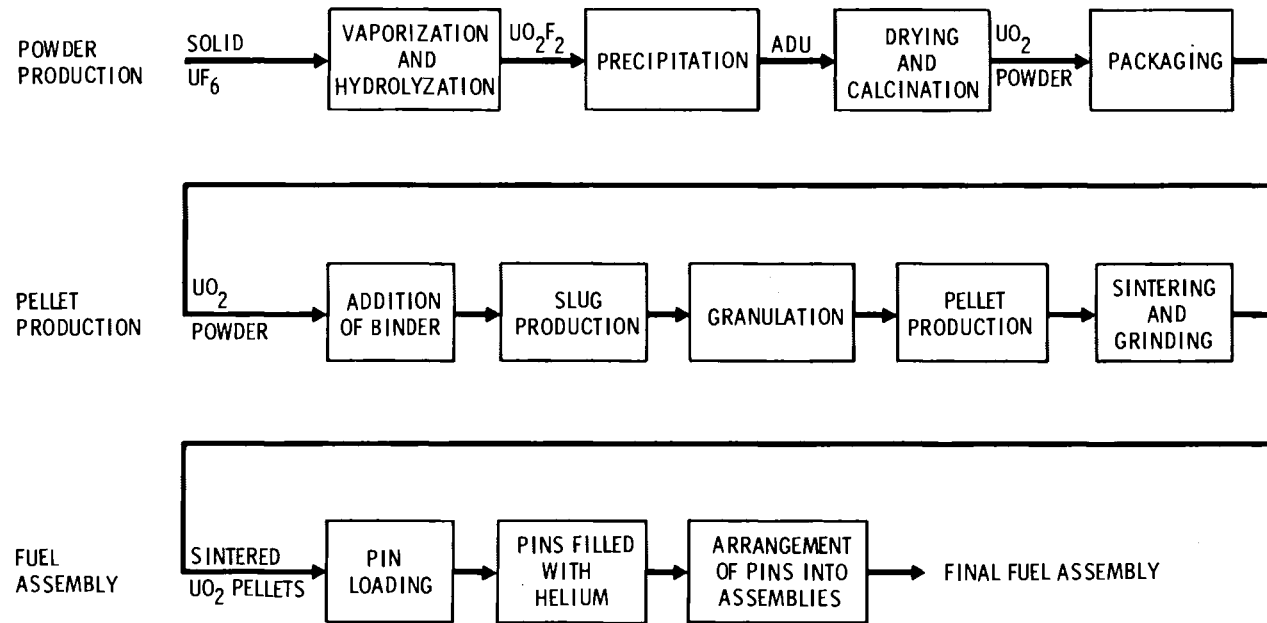 POWDER
PRODUCTION
SOLID
UF6
VAPORIZATION
AND
HYDROLYZATION
UO2F2
PRECIPITATION
ADU
DRYING
AND
CALCINATION
UO2
POWDER
PACKAGING
PELLET
PRODUCTION
UO2
POWDER
ADDITION
OF BINDER
SLUG
PRODUCTION
GRANULATION
PELLET
PRODUCTION
SINTERING
AND
GRINDING
FUEL
ASSEMBLY
SINTERED
UO2 PELLETS
PIN
LOADING
PINS FILLED
WITH
HELIUM
ARRANGEMENT
OF PINS INTO
ASSEMBLIES
FINAL FUEL ASSEMBLY